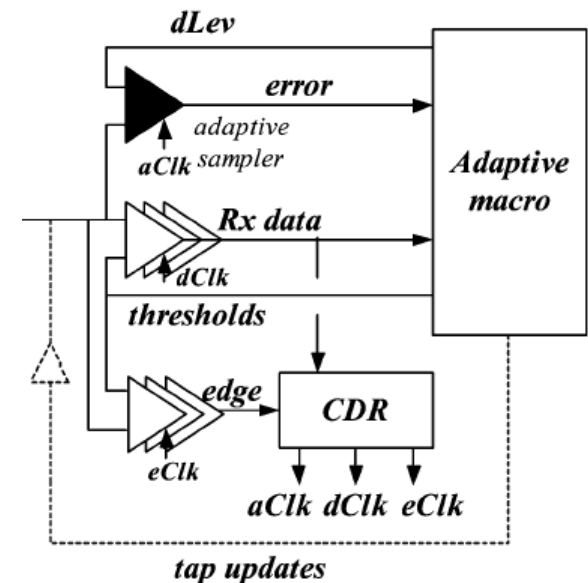 dLev
error
adaptive
sampler
aClk
Adaptive
macro
Rx data
dClk
thresholds
edge
CDR
eClk
aClk dClk eClk
tap updates